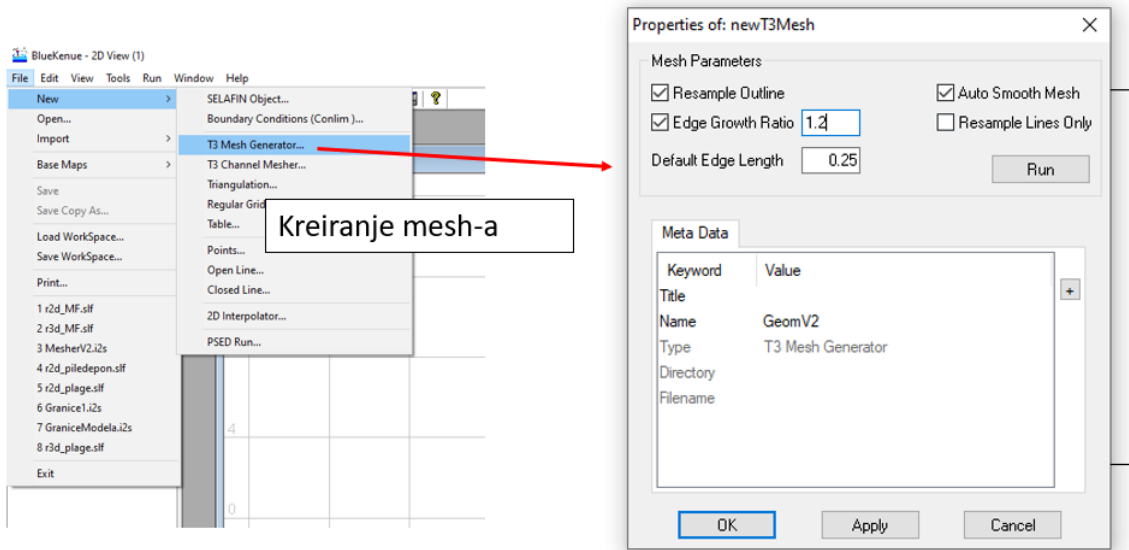 BlueKenue - 2D View (1)
File Edit View Tools Run Window Help
New >
Open...
Import >
Base Maps >
Save
Save Copy As...
Load WorkSpace...
Save WorkSpace...
Print...
1 r2d_MF.slf
2 r3d_MF.slf
3 MesherV2.i2s
4 r2d_piledepon.slf
5 r2d_plage.slf
6 Granice1.i2s
7 GraniceModela.i2s
8 r3d_plage.slf
Exit
SELAFIN Object...
Boundary Conditions (Conlim )...
T3 Mesh Generator...
T3 Channel Mesher...
Triangulation...
Regular Grid
Table...
Points...
Open Line...
Closed Line...
2D Interpolator...
PSED Run...
?
4
0
Kreiranje mesh-a
Properties of: newT3Mesh
Mesh Parameters
Resample Outline
Auto Smooth Mesh
Edge Growth Ratio 1.2
Resample Lines Only
Default Edge Length 0.25
Run
Meta Data
Keyword Value
+
Title
Name GeomV2
Type T3 Mesh Generator
Directory
Filename
OK Apply Cancel